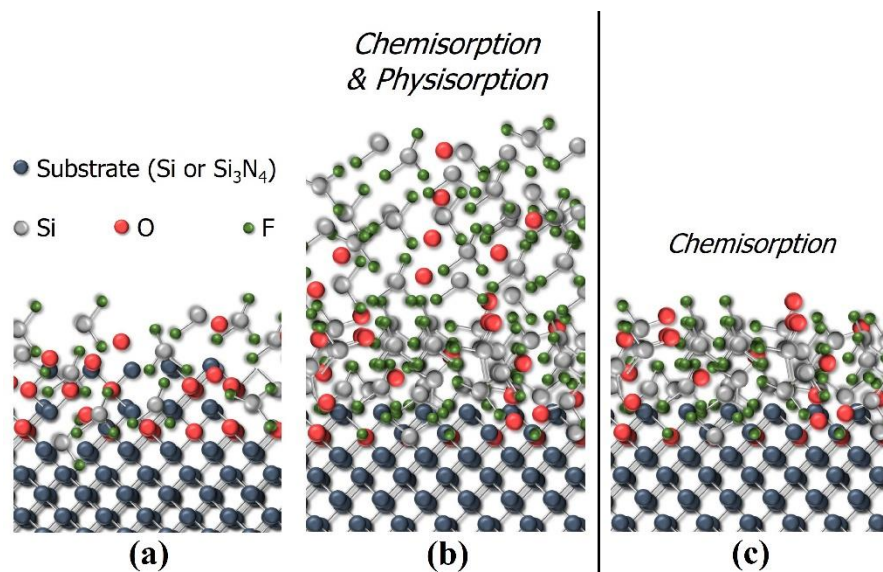 Chemisorption
& Physisorption
Substrate (Si or Si₃N₄)
Si O F
Chemisorption
(a) (b) (c)